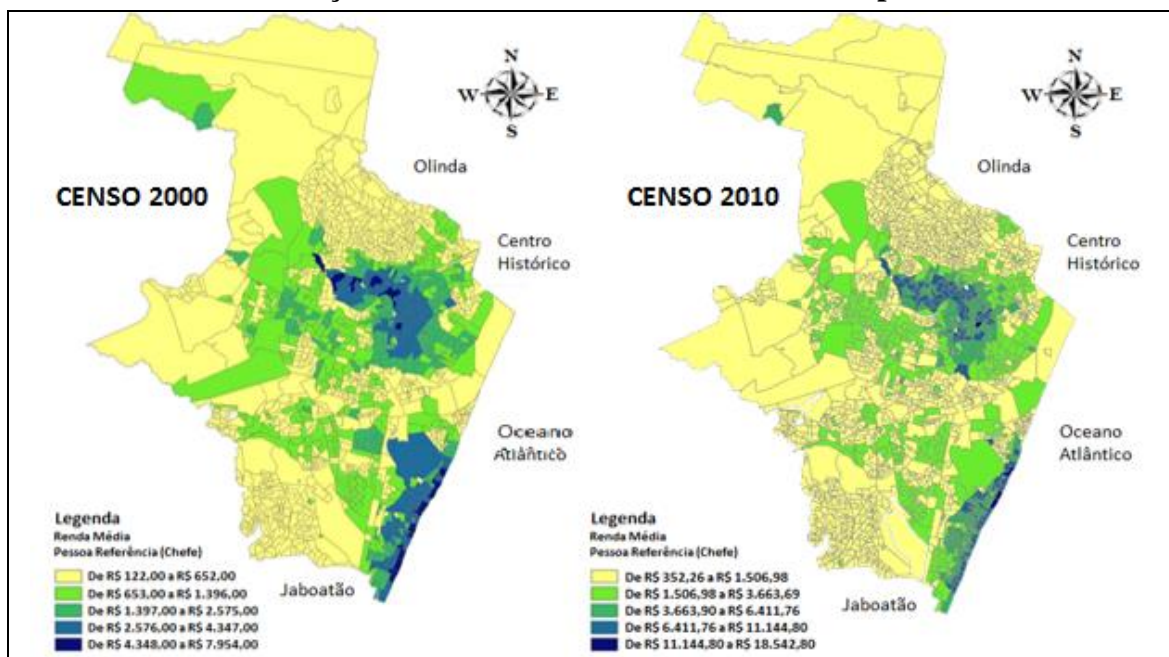 N
W E
S
Olinda
CENSO 2000
Centro
Histórico
Oceano
Atlântico
Legenda
Renda Média
Pessoa Referência (Chefe)
De R$ 122,00 a R$ 652,00
De R$ 653,00 a R$ 1.396,00
De R$ 1.397,00 a R$ 2.575,00
De R$ 2.576,00 a R$ 4.347,00
De R$ 4.348,00 a R$ 7.954,00
Jaboatão
N
W E
S
Olinda
CENSO 2010
Centro
Histórico
Oceano
Atlântico
Legenda
Renda Média
Pessoa Referência (Chefe)
De R$ 352,26 a R$ 1.506,98
De R$ 1.506,98 a R$ 3.663,69
De R$ 3.663,90 a R$ 6.411,76
De R$ 6.411,76 a R$ 11.144,80
De R$ 11.144,80 a R$ 18.542,80
Jaboatão